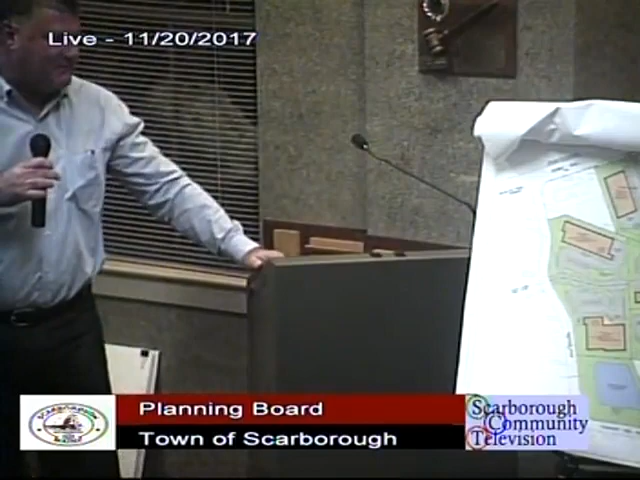 Live - 11/20/2017
Planning Board
Town of Scarborough
Scarborough
Community
Television